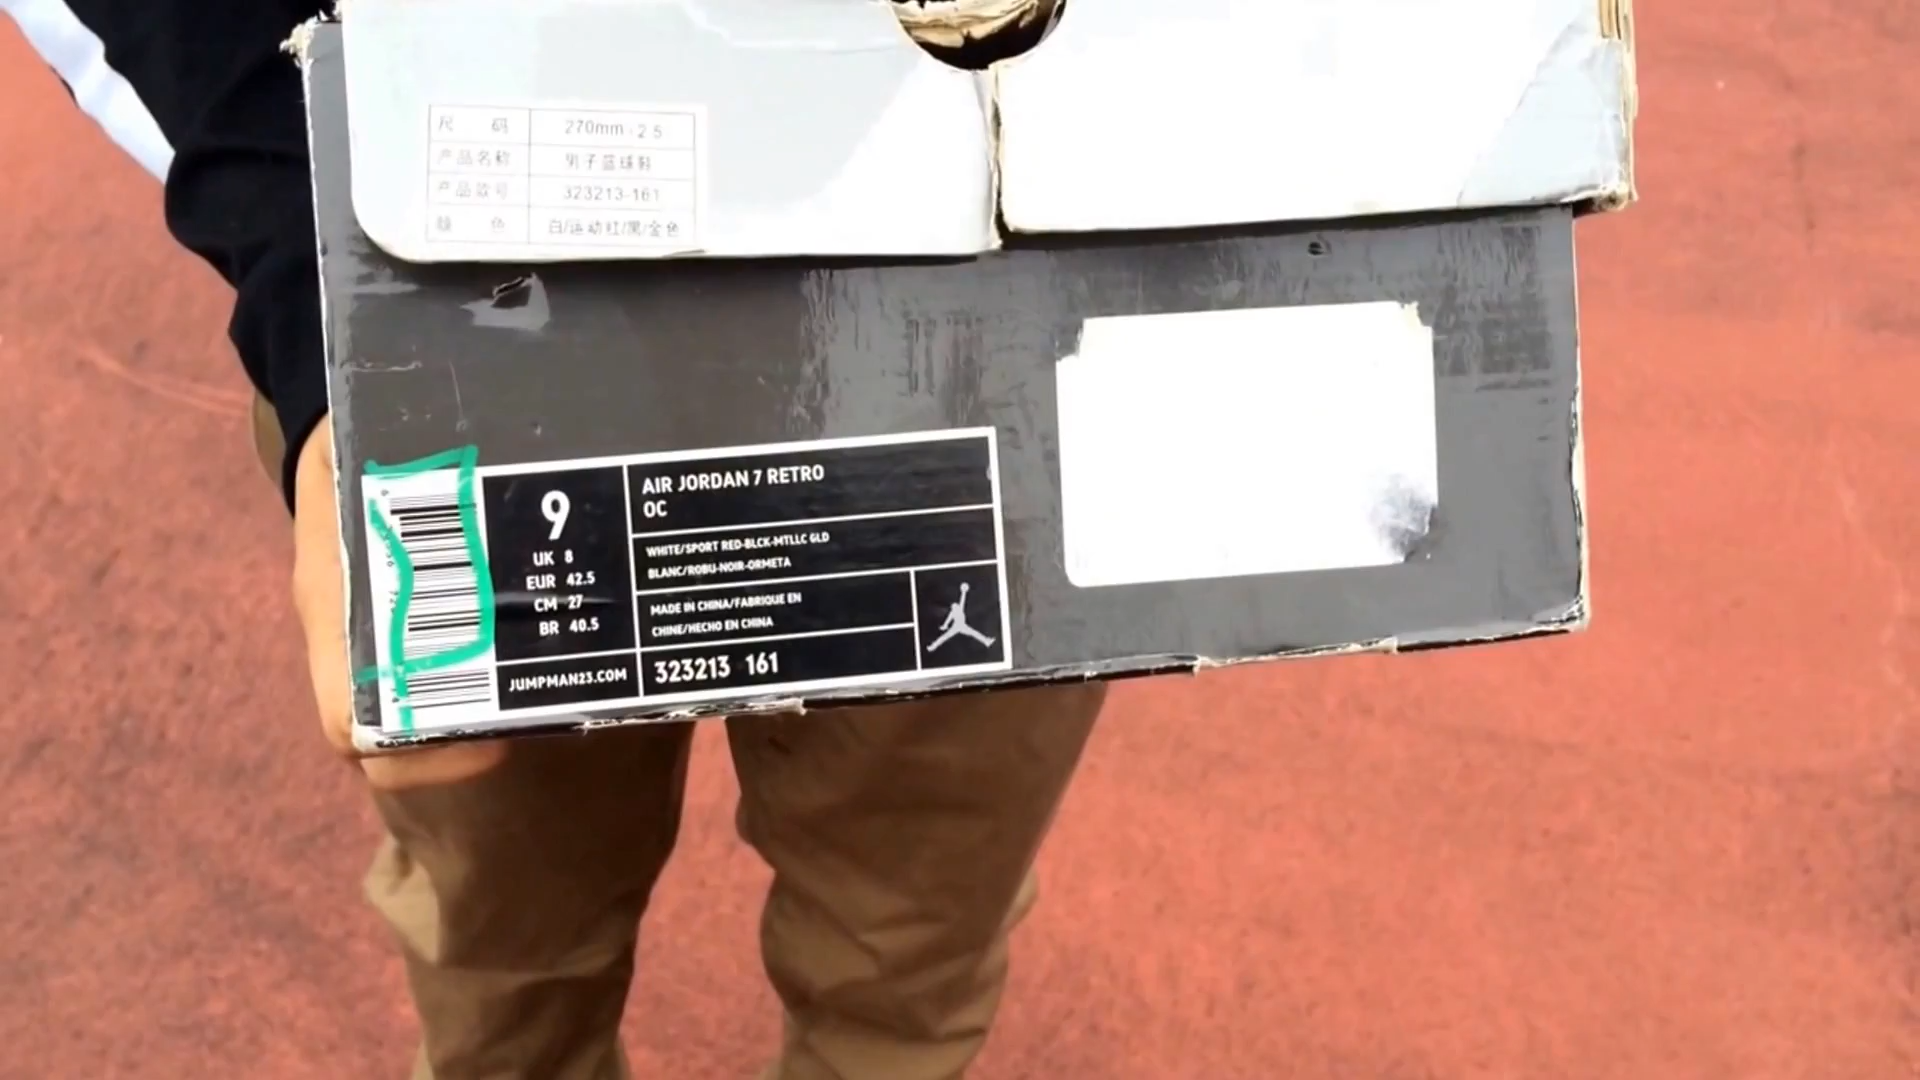 尺 码 270mm 2.5
产品名称 男子篮球鞋
产品款号 323213-161
颜 色 白/运动红/黑/金色
9
UK 8
EUR 42.5
CM 27
BR 40.5
JUMPMAN23.COM
AIR JORDAN 7 RETRO
OC
WHITE/SPORT RED-BLCK-MTLLC GLD
BLANC/ROBU-NOIR-ORMETA
MADE IN CHINA/FABRIQUE EN
CHINE/HECHO EN CHINA
323213 161